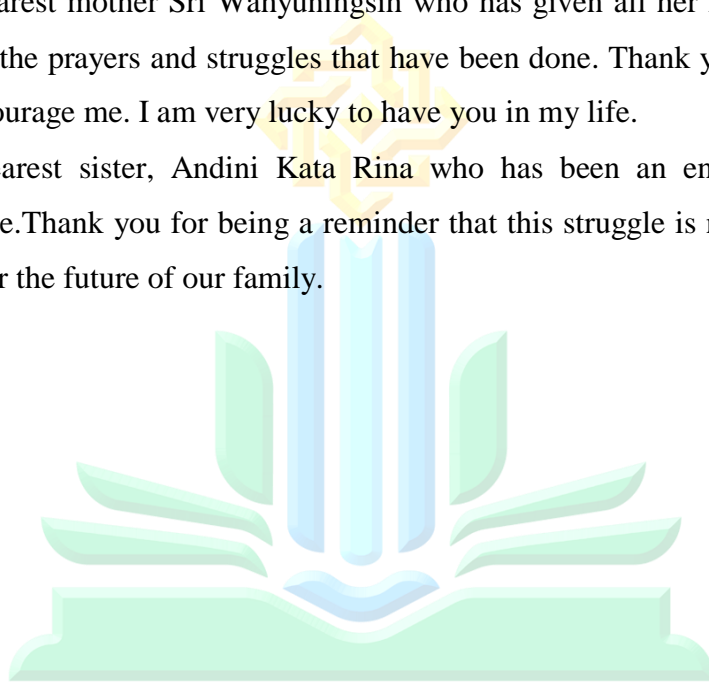 arest mother Sri Wahyuningsih who has given all her
the prayers and struggles that have been done. Thank y
ourage me. I am very lucky to have you in my life.
arest sister, Andini Kata Rina who has been an en
e.Thank you for being a reminder that this struggle is
r the future of our family.